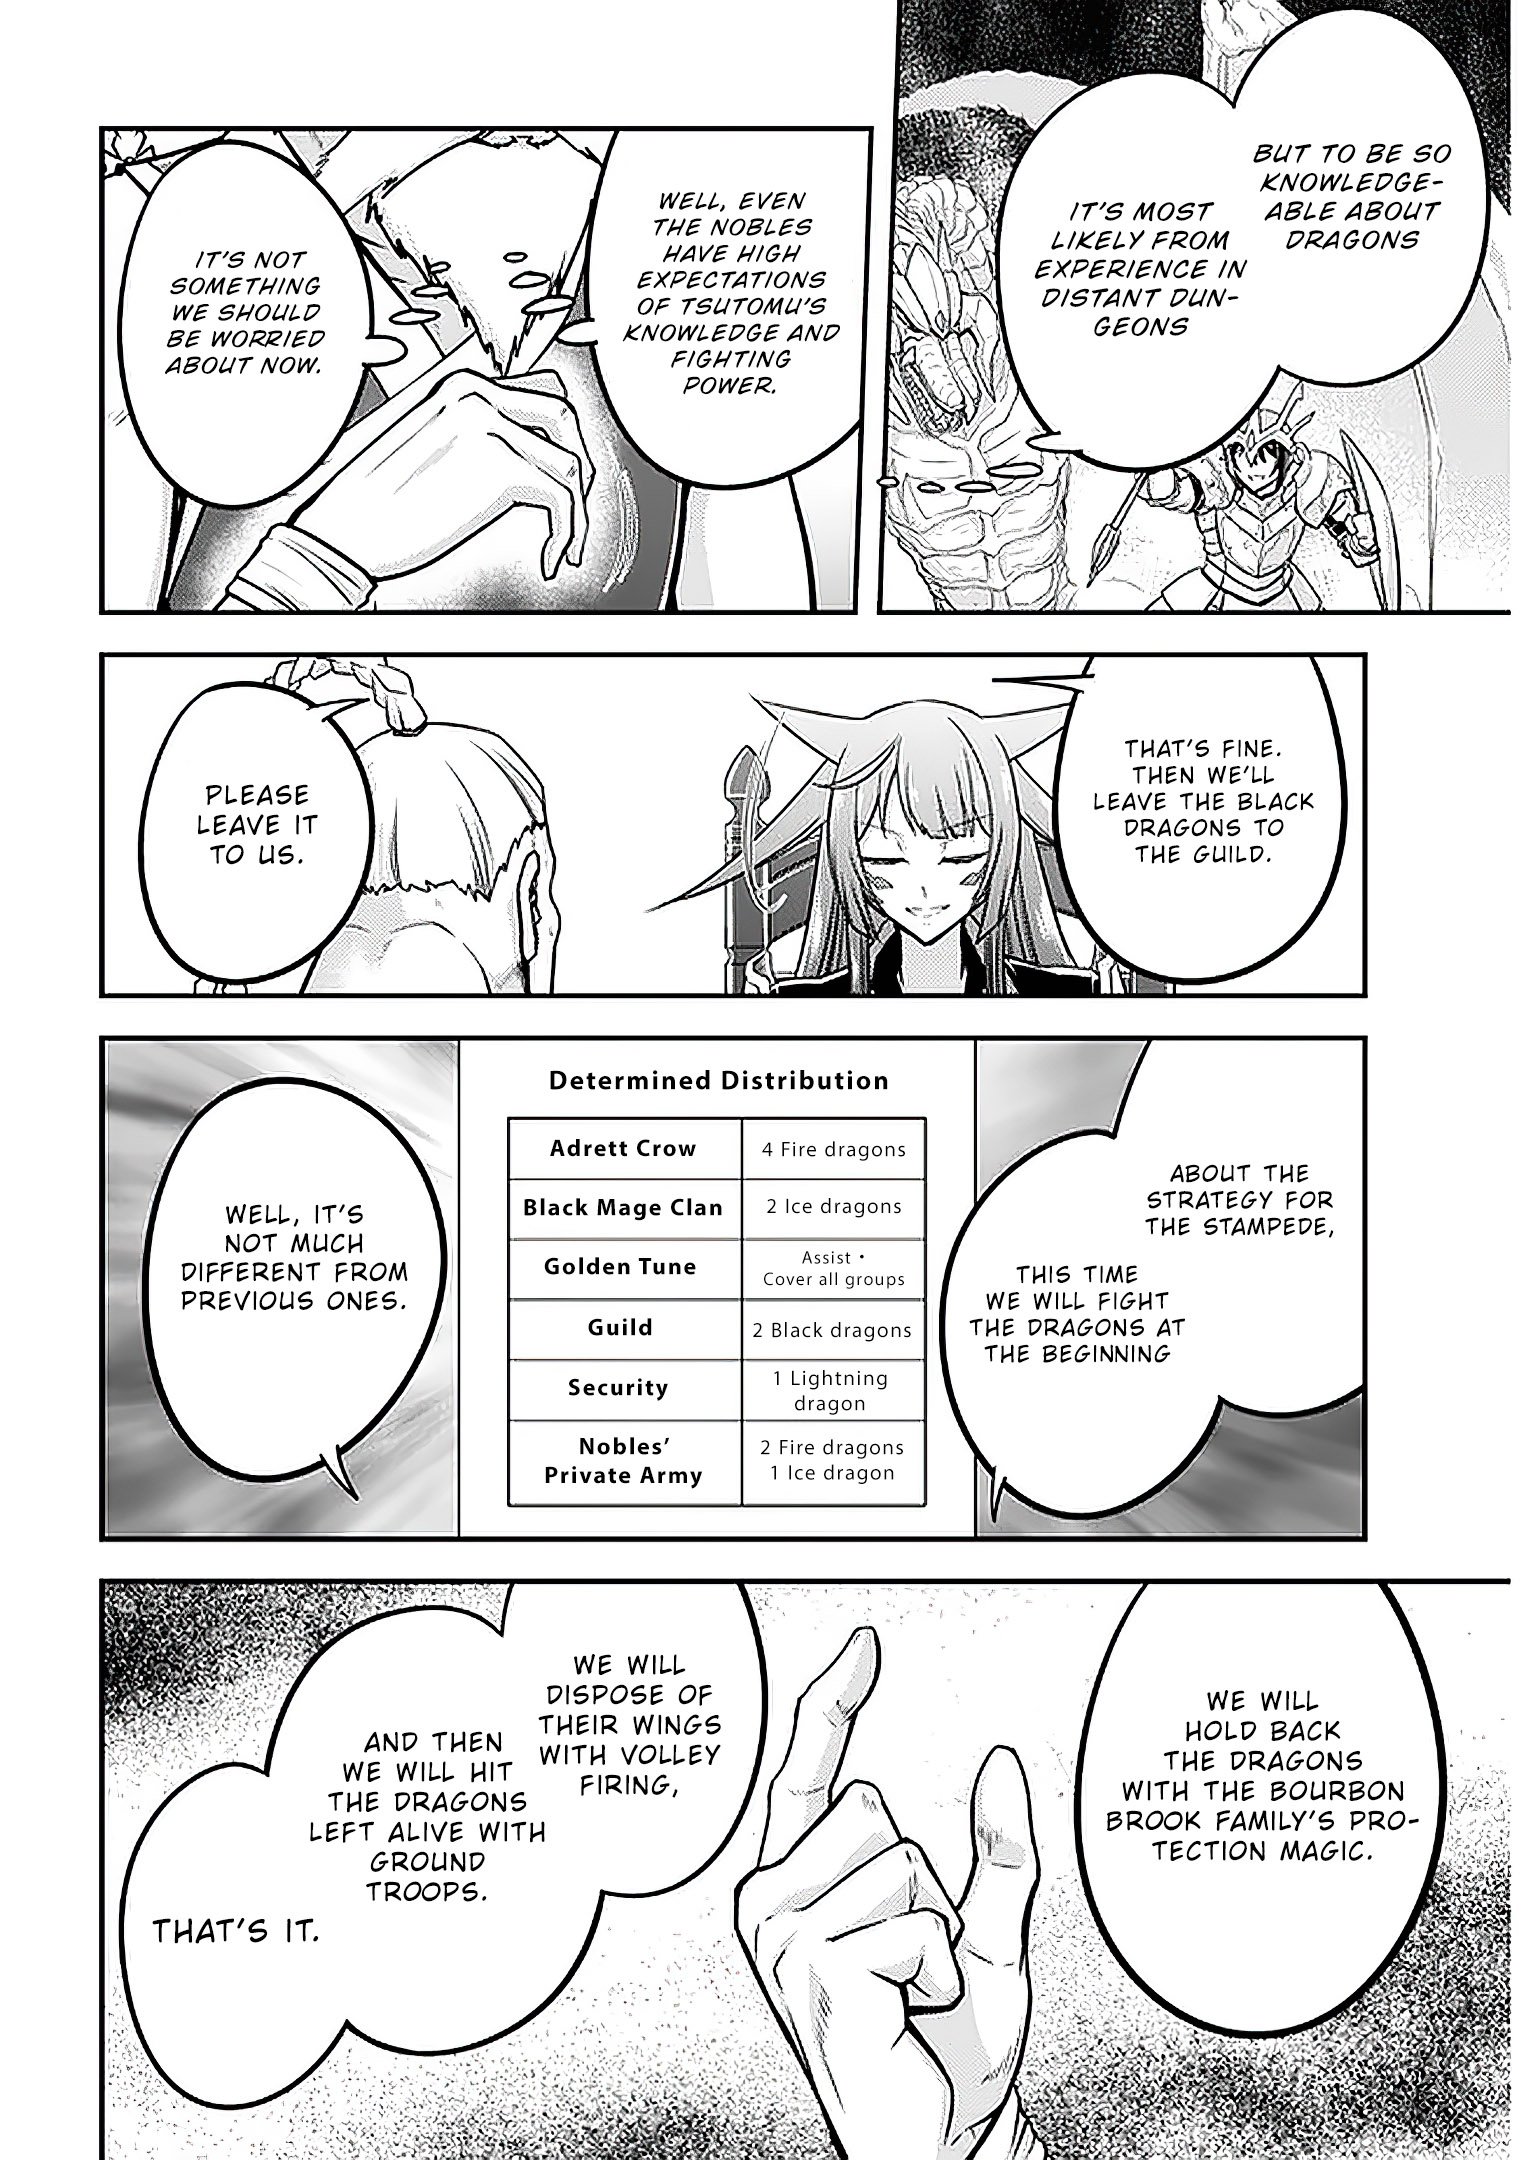 BUT TO BE SO
KNOWLEDGE-
ABLE ABOUT
DRAGONS
IT'S MOST
LIKELY FROM
EXPERIENCE IN
DISTANT DUN-
GEONS
WELL, EVEN
THE NOBLES
HAVE HIGH
EXPECTATIONS
OF TSUTOMU'S
KNOWLEDGE AND
FIGHTING
POWER.
IT'S NOT
SOMETHING
WE SHOULD
BE WORRIED
ABOUT NOW.
THAT'S FINE.
THEN WE'LL
LEAVE THE BLACK
DRAGONS TO
THE GUILD.
PLEASE
LEAVE IT
TO US.
ABOUT THE
STRATEGY FOR
THE STAMPEDE,
THIS TIME
WE WILL FIGHT
THE DRAGONS AT
THE BEGINNING
Determined Distribution
Adrett Crow 4 Fire dragons
Black Mage Clan 2 Ice dragons
Golden Tune Assist・
Cover all groups
Guild 2 Black dragons
Security 1 Lightning
dragon
Nobles' 2 Fire dragons
Private Army 1 Ice dragon
WELL, IT'S
NOT MUCH
DIFFERENT FROM
PREVIOUS ONES.
WE WILL
HOLD BACK
THE DRAGONS
WITH THE BOURBON
BROOK FAMILY'S PRO-
TECTION MAGIC.
WE WILL
DISPOSE OF
THEIR WINGS
WITH VOLLEY
FIRING,
AND THEN
WE WILL HIT
THE DRAGONS
LEFT ALIVE WITH
GROUND
TROOPS.
THAT'S IT.